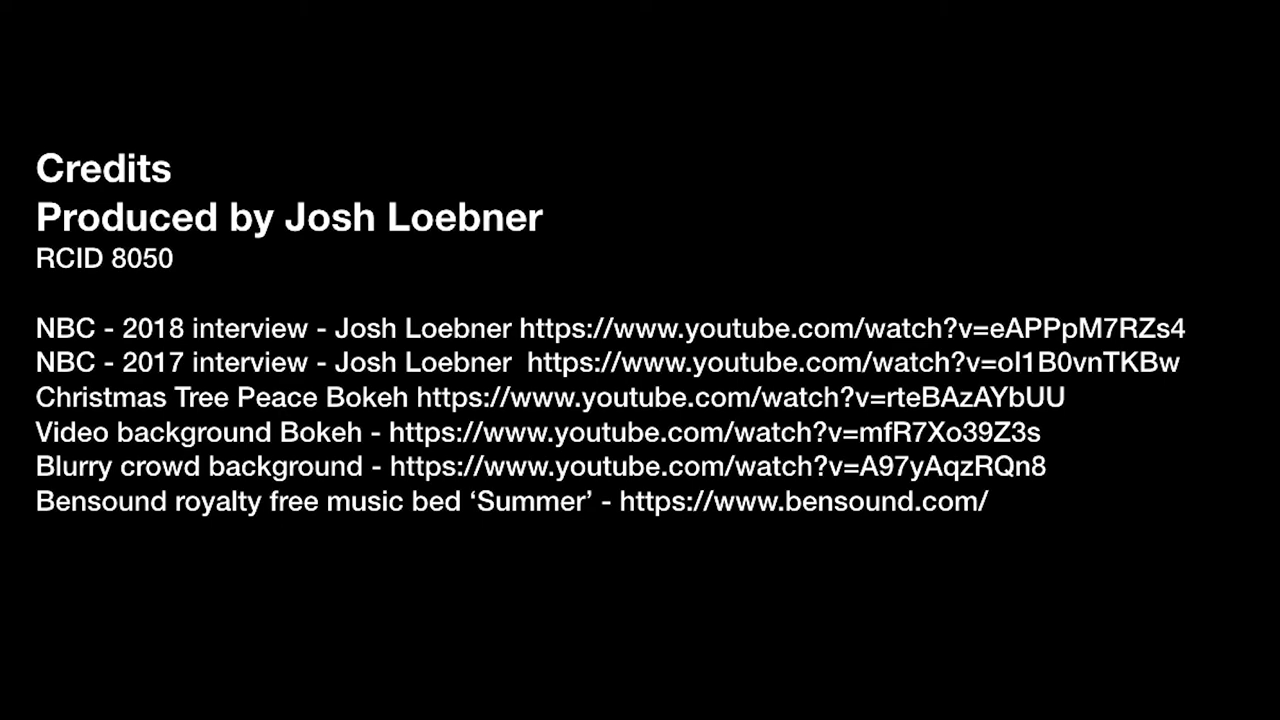 Credits
Produced by Josh Loebner
RCID 8050
NBC - 2018 interview - Josh Loebner https://www.youtube.com/watch?v=eAPPpM7RZs4
NBC - 2017 interview - Josh Loebner  https://www.youtube.com/watch?v=ol1B0vnTKBw
Christmas Tree Peace Bokeh https://www.youtube.com/watch?v=rteBAzAYbUU
Video background Bokeh - https://www.youtube.com/watch?v=mfR7Xo39Z3s
Blurry crowd background - https://www.youtube.com/watch?v=A97yAqzRQn8
Bensound royalty free music bed ‘Summer’ - https://www.bensound.com/